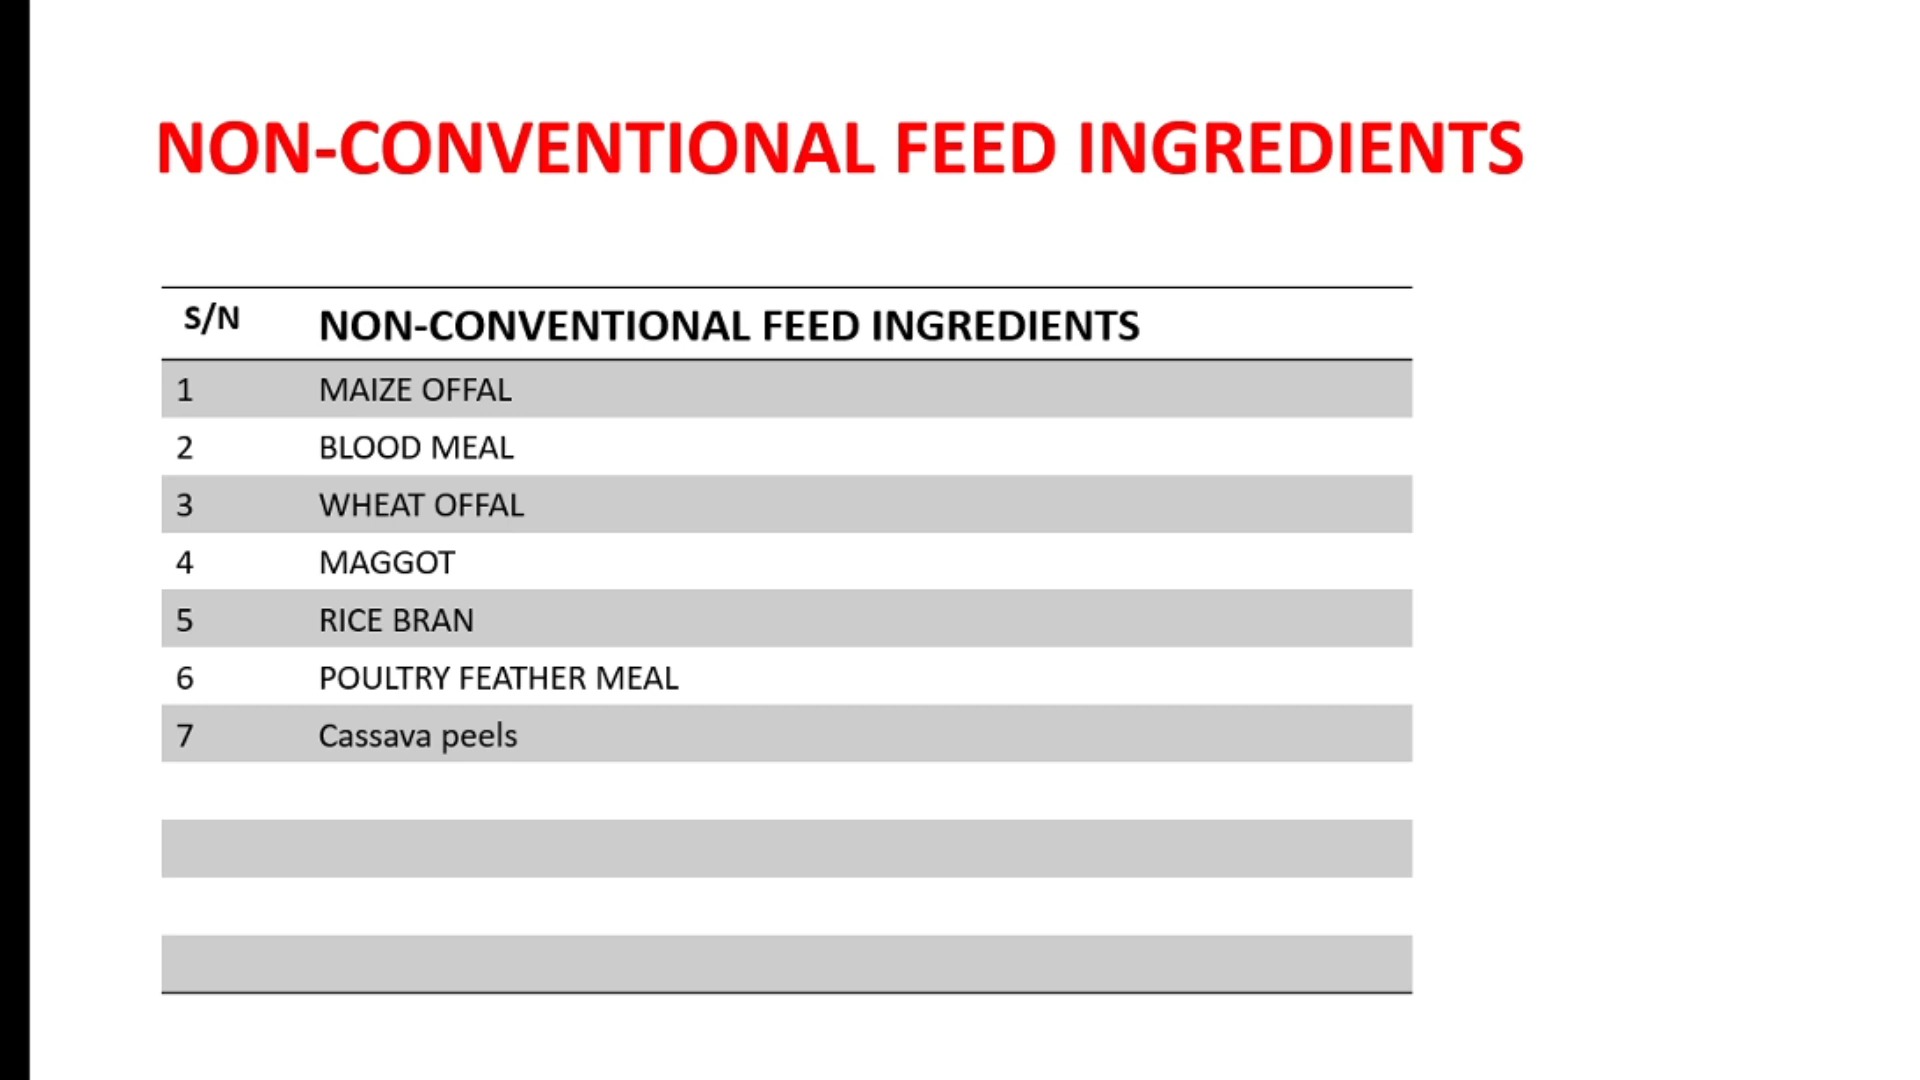 NON-CONVENTIONAL FEED INGREDIENTS
S/N NON-CONVENTIONAL FEED INGREDIENTS
1 MAIZE OFFAL
2 BLOOD MEAL
3 WHEAT OFFAL
4 MAGGOT
5 RICE BRAN
6 POULTRY FEATHER MEAL
7 Cassava peels